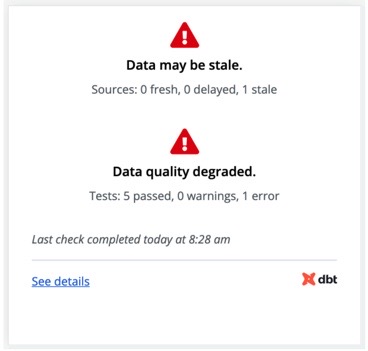 Data may be stale.
Sources: 0 fresh, 0 delayed, 1 stale
Data quality degraded.
Tests: 5 passed, 0 warnings, 1 error
Last check completed today at 8:28 am
See details
dbt